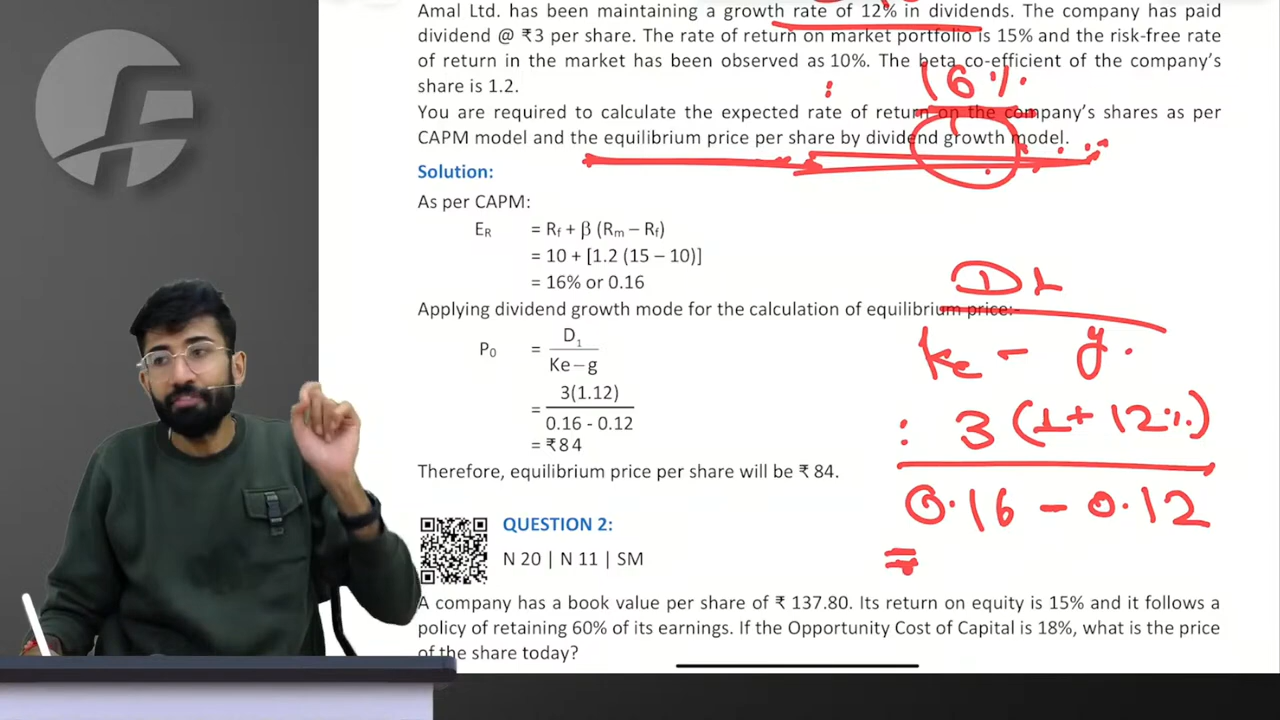 Amal Ltd. has been maintaining a growth rate of 12% in dividends. The company has paid
dividend @ ₹3 per share. The rate of return on market portfolio is 15% and the risk-free rate
of return in the market has been observed as 10%. The beta co-efficient of the company's
share is 1.2.
16%
You are required to calculate the expected rate of return on the company's shares as per
CAPM model and the equilibrium price per share by dividend growth model.
Solution:
As per CAPM:
ER = Rf + β (Rm – Rf)
= 10 + [1.2 (15 – 10)]
= 16% or 0.16
Applying dividend growth mode for the calculation of equilibrium price:-
P0 = D1
Ke – g
= 3(1.12)
0.16 - 0.12
= ₹84
Therefore, equilibrium price per share will be ₹ 84.
D1
ke - g.
: 3 (1+12%)
0.16 - 0.12
=
QUESTION 2:
N 20 | N 11 | SM
A company has a book value per share of ₹ 137.80. Its return on equity is 15% and it follows a
policy of retaining 60% of its earnings. If the Opportunity Cost of Capital is 18%, what is the price
of the share today?